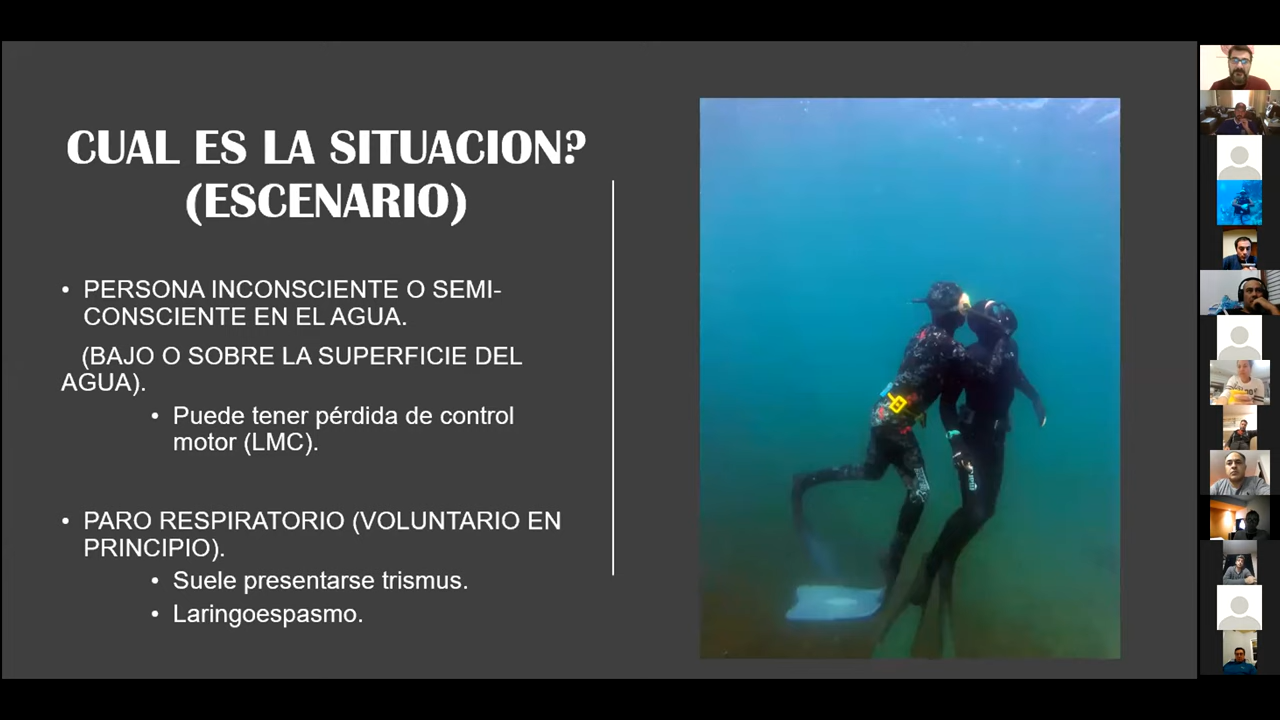 CUAL ES LA SITUACION?
(ESCENARIO)
• PERSONA INCONSCIENTE O SEMI-
CONSCIENTE EN EL AGUA.
(BAJO O SOBRE LA SUPERFICIE DEL
AGUA).
• Puede tener pérdida de control
motor (LMC).
• PARO RESPIRATORIO (VOLUNTARIO EN
PRINCIPIO).
• Suele presentarse trismus.
• Laringoespasmo.